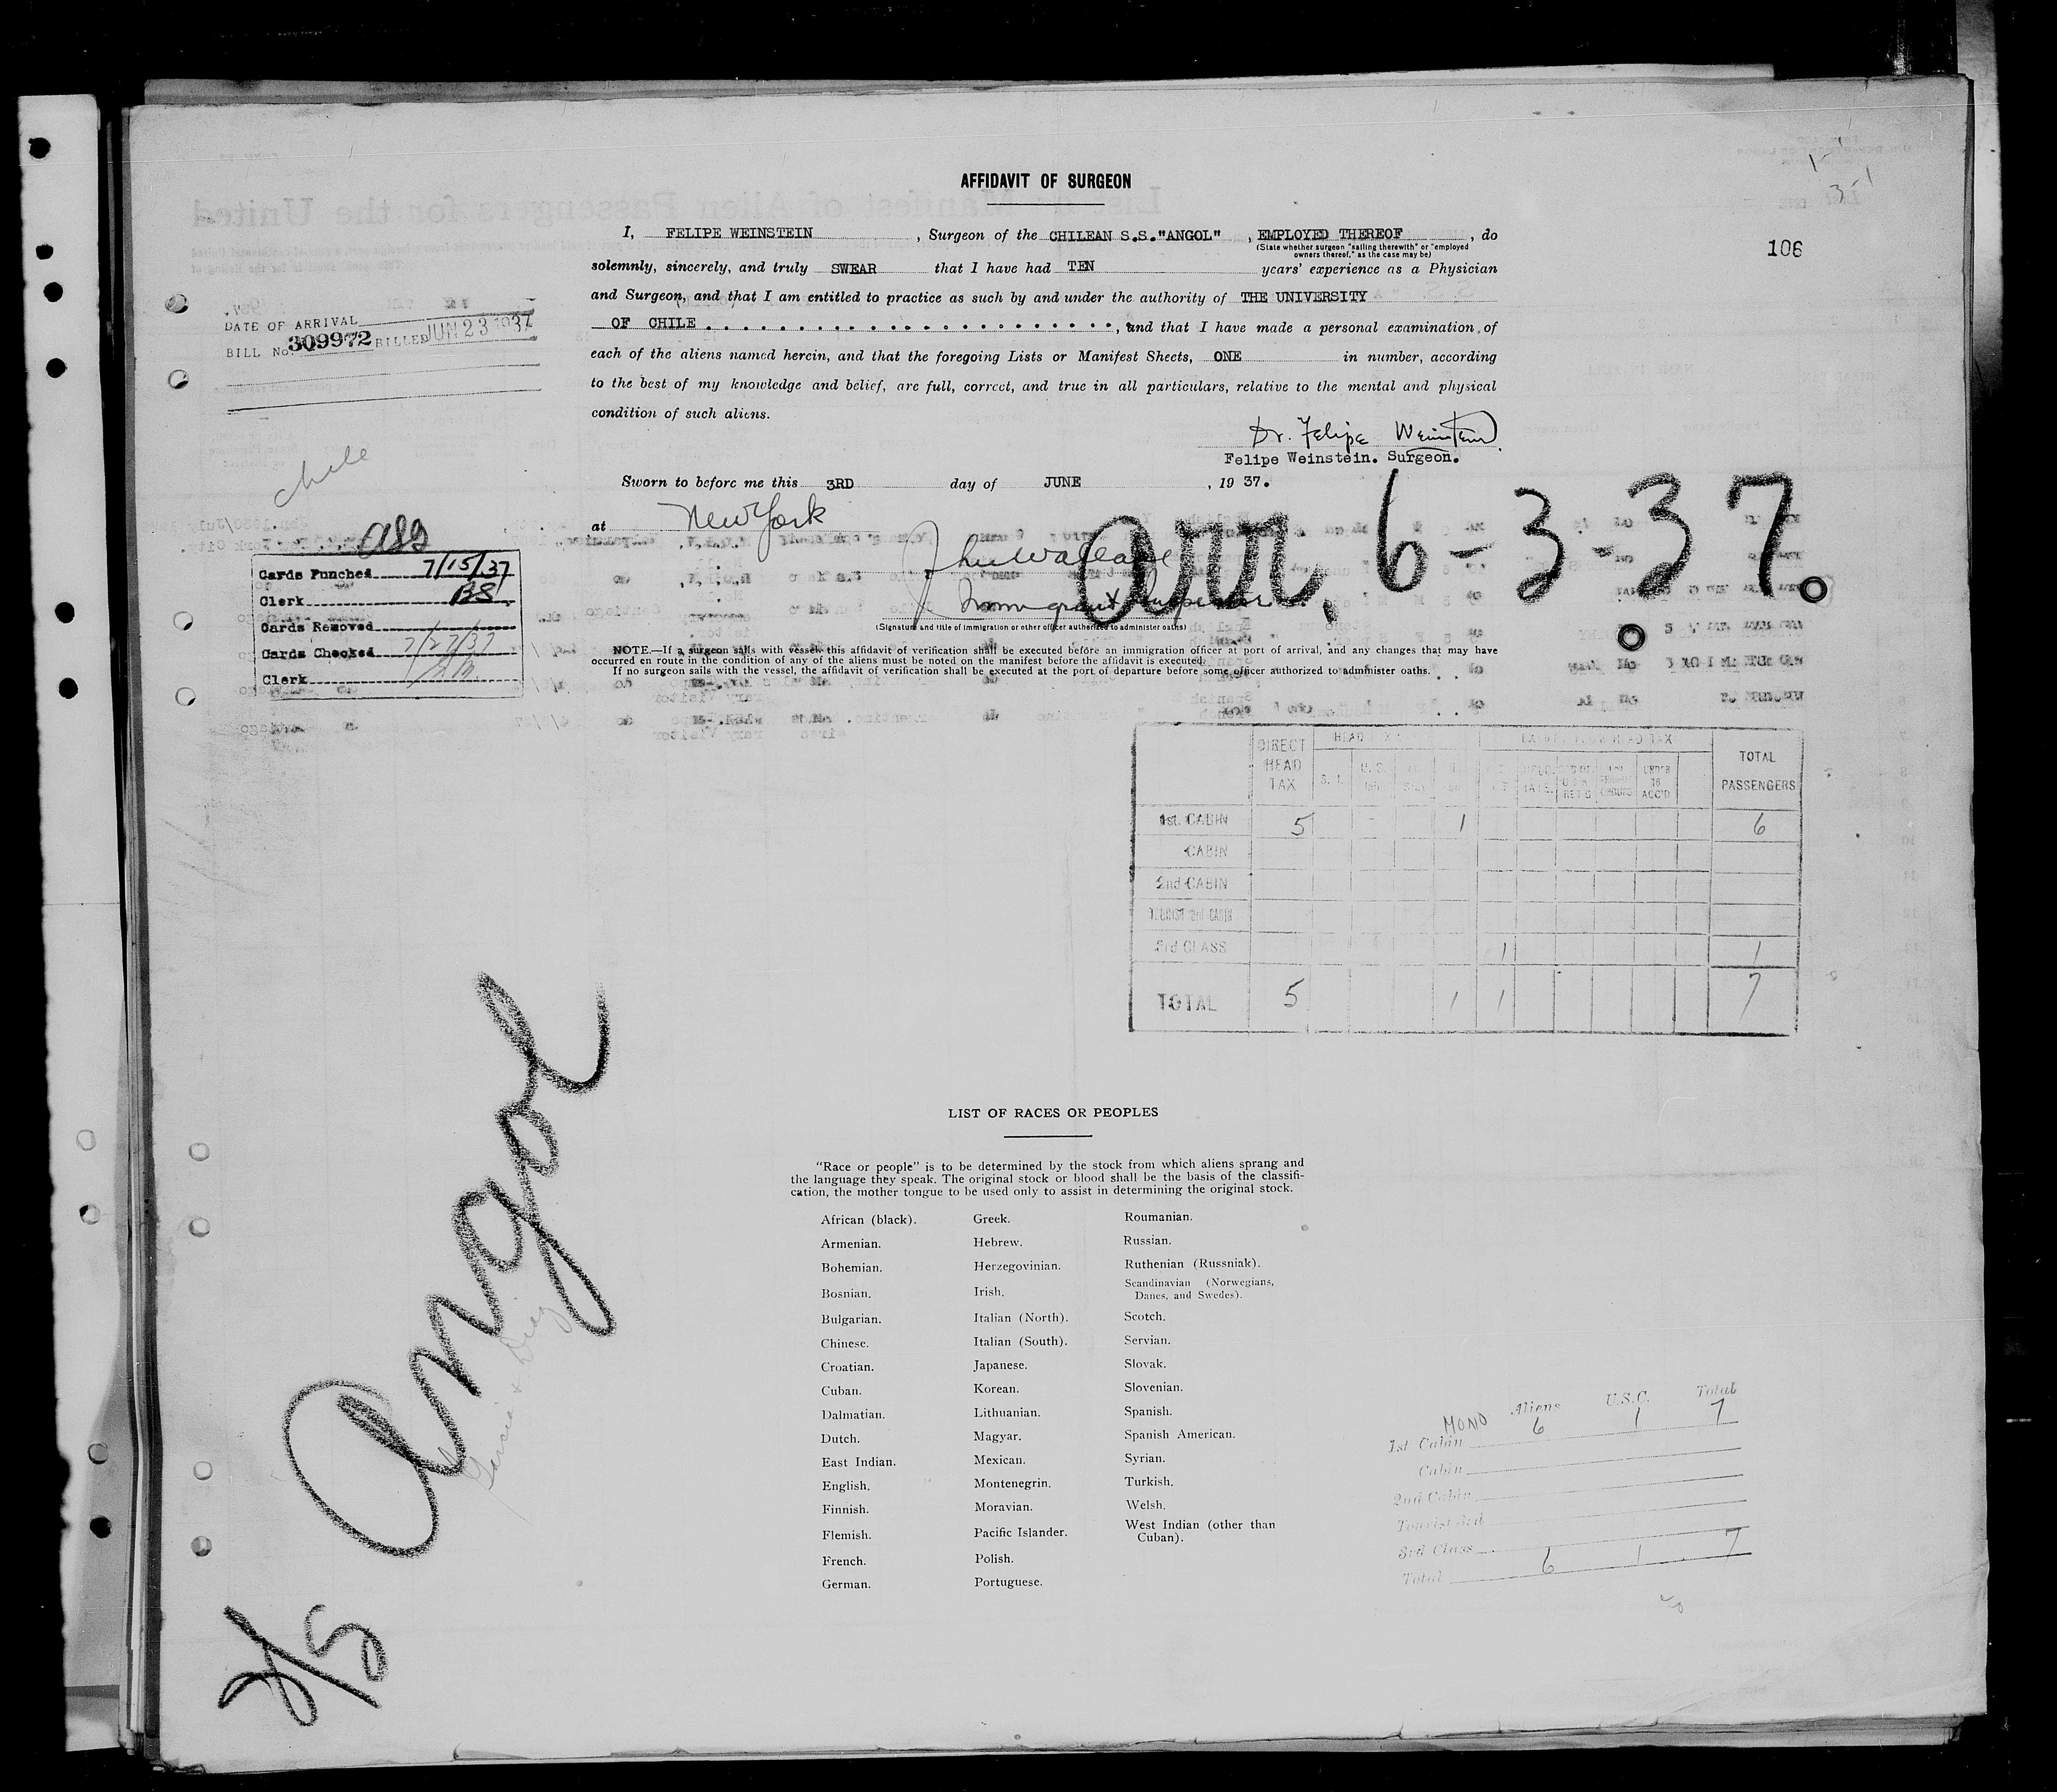 AFFIDAVIT OF SURGEON
I, FELIPE WEINSTEIN, Surgeon of the CHILEAN S.S."ANGOL", EMPLOYED THEREOF, do
(State whether surgeon "sailing therewith" or "employed
owners thereof," as the case may be)
solemnly, sincerely, and truly SWEAR that I have had TEN years' experience as a Physician
and Surgeon, and that I am entitled to practice as such by and under the authority of THE UNIVERSITY
OF CHILE, and that I have made a personal examination of
each of the aliens named herein, and that the foregoing Lists or Manifest Sheets, ONE in number, according
to the best of my knowledge and belief, are full, correct, and true in all particulars, relative to the mental and physical
condition of such aliens.
Dr. Felipe Weinstein
Felipe Weinstein. Surgeon.
Sworn to before me this 3RD day of JUNE, 19 37.
at New York
Immigrant Inspector
(Signature and title of immigration or other officer authorized to administer oaths)
arr. 6-3-37.
NOTE.—If a surgeon sails with vessel, this affidavit of verification shall be executed before an immigration officer at port of arrival, and any changes that may have
occurred en route in the condition of any of the aliens must be noted on the manifest before the affidavit is executed.
If no surgeon sails with the vessel, the affidavit of verification shall be executed at the port of departure before some officer authorized to administer oaths.
106
DATE OF ARRIVAL
BILL No. 309972 BILLED JUN 23 1937
Chile
Cards Punched 7/15/37
Clerk BS
Cards Removed
Cards Checked 7/27/37
Clerk
DIRECT HEAD TAX
TOTAL PASSENGERS
1st. CABIN 5 1 6
CABIN
2nd CABIN
TOURIST 2nd CABIN
3rd CLASS 1 1
TOTAL 5 1 1 7
Angol
LIST OF RACES OR PEOPLES
"Race or people" is to be determined by the stock from which aliens sprang and
the language they speak. The original stock or blood shall be the basis of the classifi-
cation, the mother tongue to be used only to assist in determining the original stock.
African (black).
Armenian.
Bohemian.
Bosnian.
Bulgarian.
Chinese.
Croatian.
Cuban.
Dalmatian.
Dutch.
East Indian.
English.
Finnish.
Flemish.
French.
German.
Greek.
Hebrew.
Herzegovinian.
Irish.
Italian (North).
Italian (South).
Japanese.
Korean.
Lithuanian.
Magyar.
Mexican.
Montenegrin.
Moravian.
Pacific Islander.
Polish.
Portuguese.
Roumanian.
Russian.
Ruthenian (Russniak).
Scandinavian (Norwegians,
Danes, and Swedes).
Scotch.
Servian.
Slovak.
Slovenian.
Spanish.
Spanish American.
Syrian.
Turkish.
Welsh.
West Indian (other than
Cuban).
Aliens U.S.C. Total
1st Cabin MONO 6 1 7
Cabin
2nd Cabin
Tourist 3rd
3rd Class
Total 6 1 7